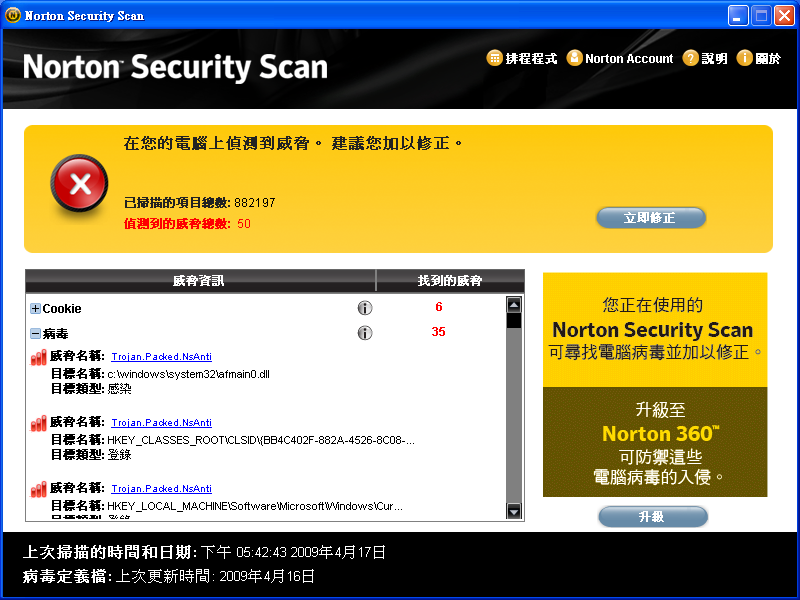 Norton Security Scan
Norton™ Security Scan
排程程式 Norton Account 說明 關於
在您的電腦上偵測到威脅。 建議您加以修正。
已掃描的項目總數: 882197
偵測到的威脅總數: 50
立即修正
威脅資訊 找到的威脅
Cookie 6
病毒 35
威脅名稱: Trojan.Packed.NsAnti
目標名稱: c:\windows\system32\afmain0.dll
目標類型: 感染
威脅名稱: Trojan.Packed.NsAnti
目標名稱: HKEY_CLASSES_ROOT\CLSID\{BB4C402F-882A-4526-8C08-...
目標類型: 登錄
威脅名稱: Trojan.Packed.NsAnti
目標名稱: HKEY_LOCAL_MACHINE\Software\Microsoft\Windows\Cur...
目標類型: 登錄
您正在使用的
Norton Security Scan
可尋找電腦病毒並加以修正。
升級至
Norton 360™
可防禦這些
電腦病毒的入侵。
升級
上次掃描的時間和日期: 下午 05:42:43 2009年4月17日
病毒定義檔: 上次更新時間: 2009年4月16日